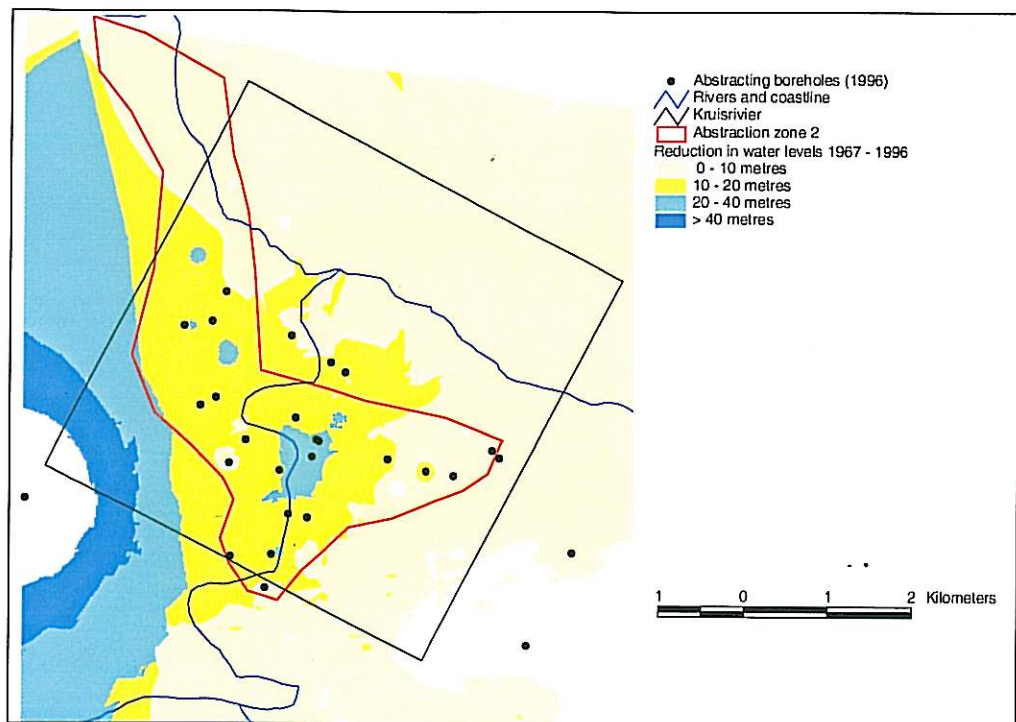 Abstracting boreholes (1996)
Rivers and coastline
Kruisrivier
Abstraction zone 2
Reduction in water levels 1967 - 1996
0 - 10 metres
10 - 20 metres
20 - 40 metres
> 40 metres
1 0 1 2 Kilometers